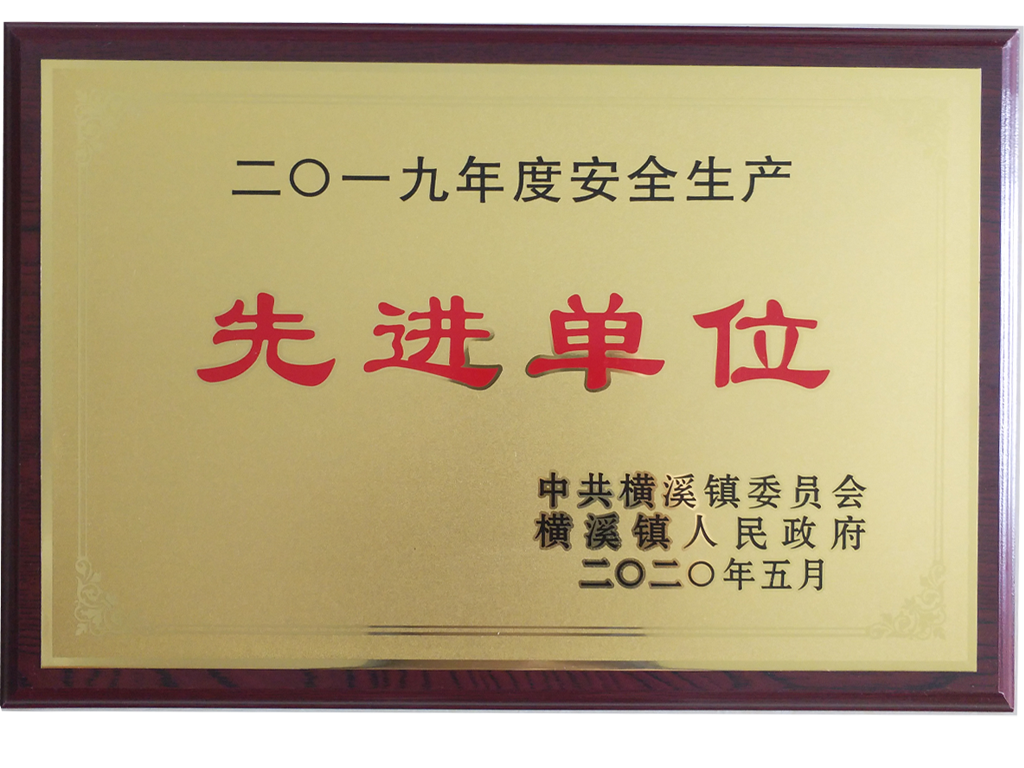 二〇一九年度安全生产
先进单位
中共横溪镇委员会
横溪镇人民政府
二〇二〇年五月